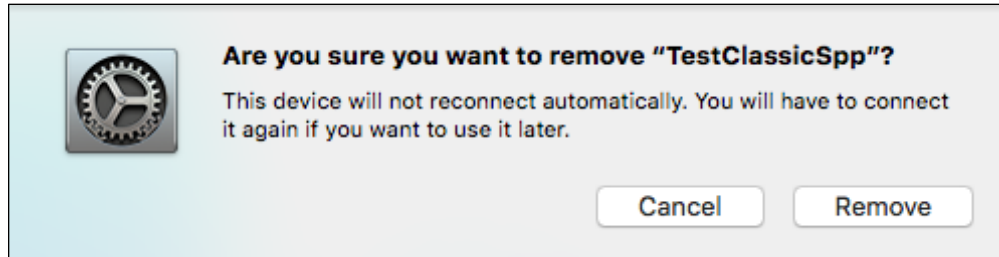 Are you sure you want to remove “TestClassicSpp”?
This device will not reconnect automatically. You will have to connect
it again if you want to use it later.
Cancel Remove